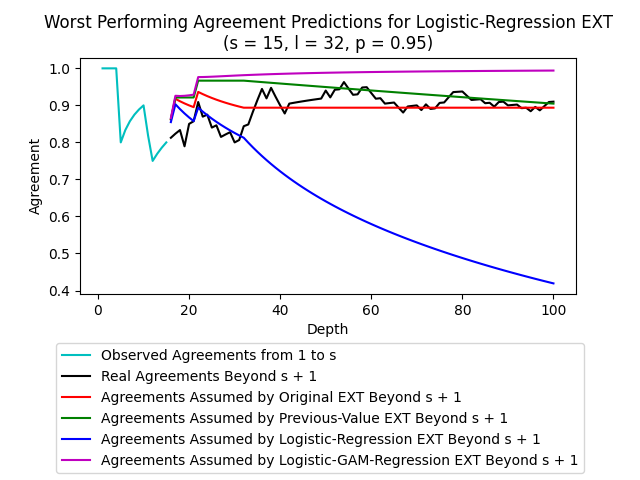 Worst Performing Agreement Predictions for Logistic-Regression EXT
(s = 15, l = 32, p = 0.95)
1.0
0.9
0.8
0.7
0.6
0.5
0.4
Agreement
0 20 40 60 80 100
Depth
Observed Agreements from 1 to s
Real Agreements Beyond s + 1
Agreements Assumed by Original EXT Beyond s + 1
Agreements Assumed by Previous-Value EXT Beyond s + 1
Agreements Assumed by Logistic-Regression EXT Beyond s + 1
Agreements Assumed by Logistic-GAM-Regression EXT Beyond s + 1